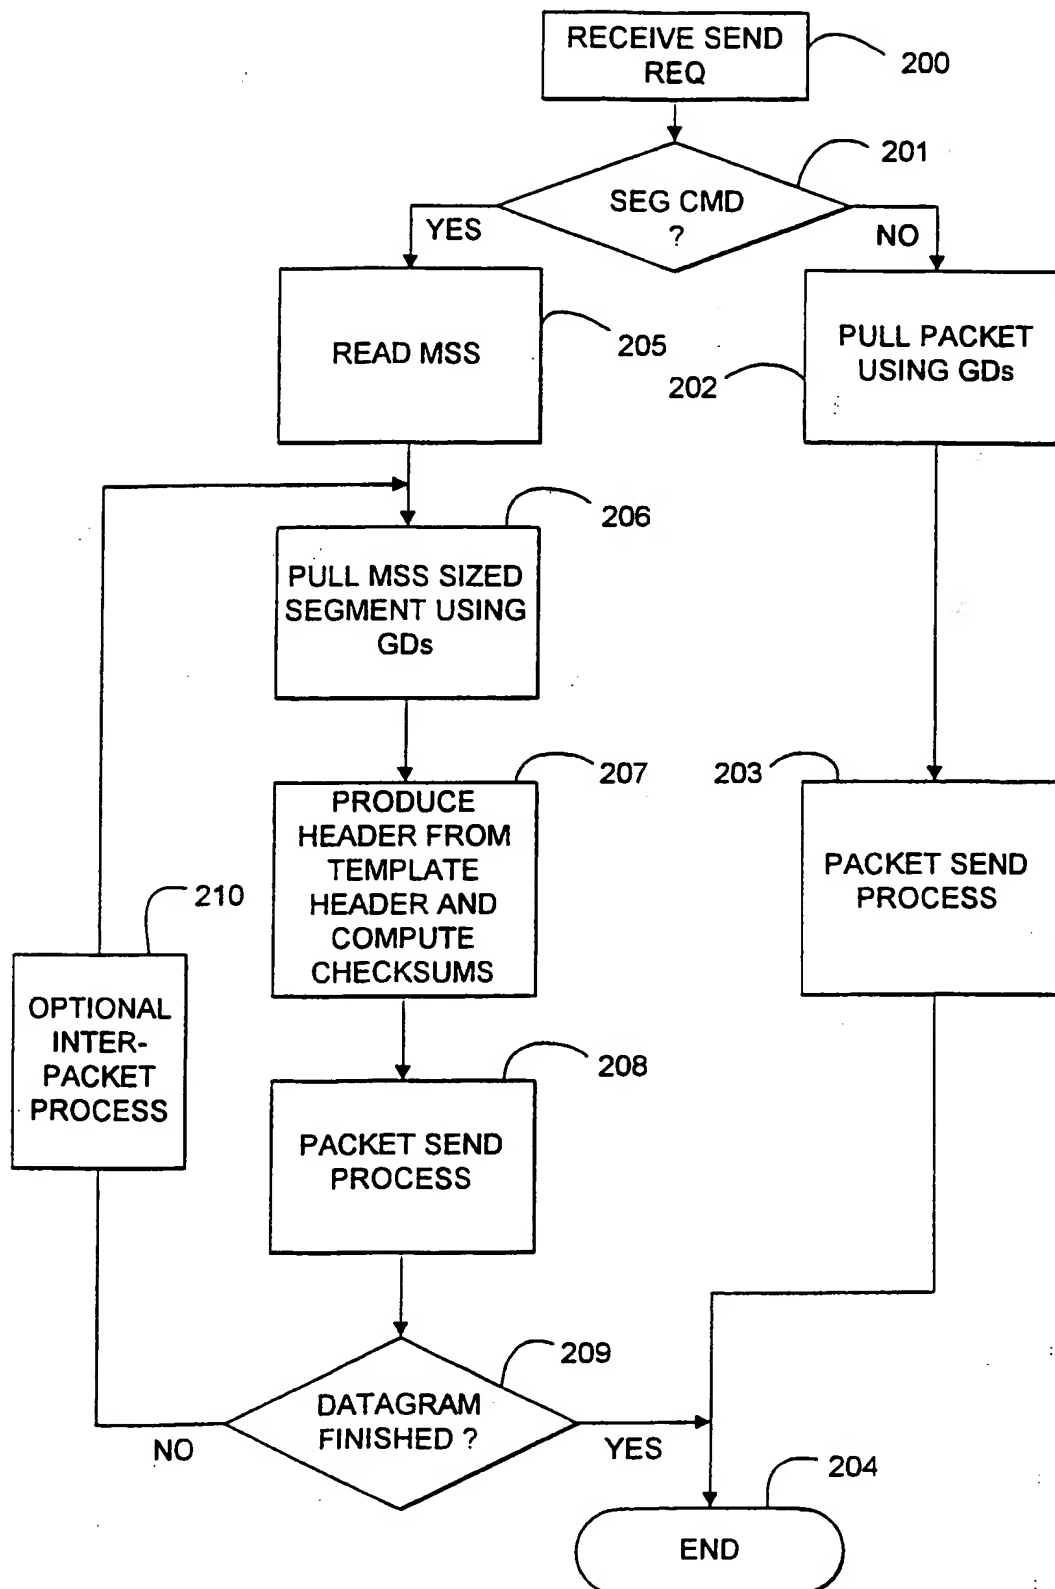 RECEIVE SEND
REQ
200
201
SEG CMD
?
YES
NO
READ MSS
205
PULL PACKET
USING GDs
202
206
PULL MSS SIZED
SEGMENT USING
GDs
207
PRODUCE
HEADER FROM
TEMPLATE
HEADER AND
COMPUTE
CHECKSUMS
203
PACKET SEND
PROCESS
210
OPTIONAL
INTER-
PACKET
PROCESS
208
PACKET SEND
PROCESS
209
DATAGRAM
FINISHED ?
NO
YES
204
END